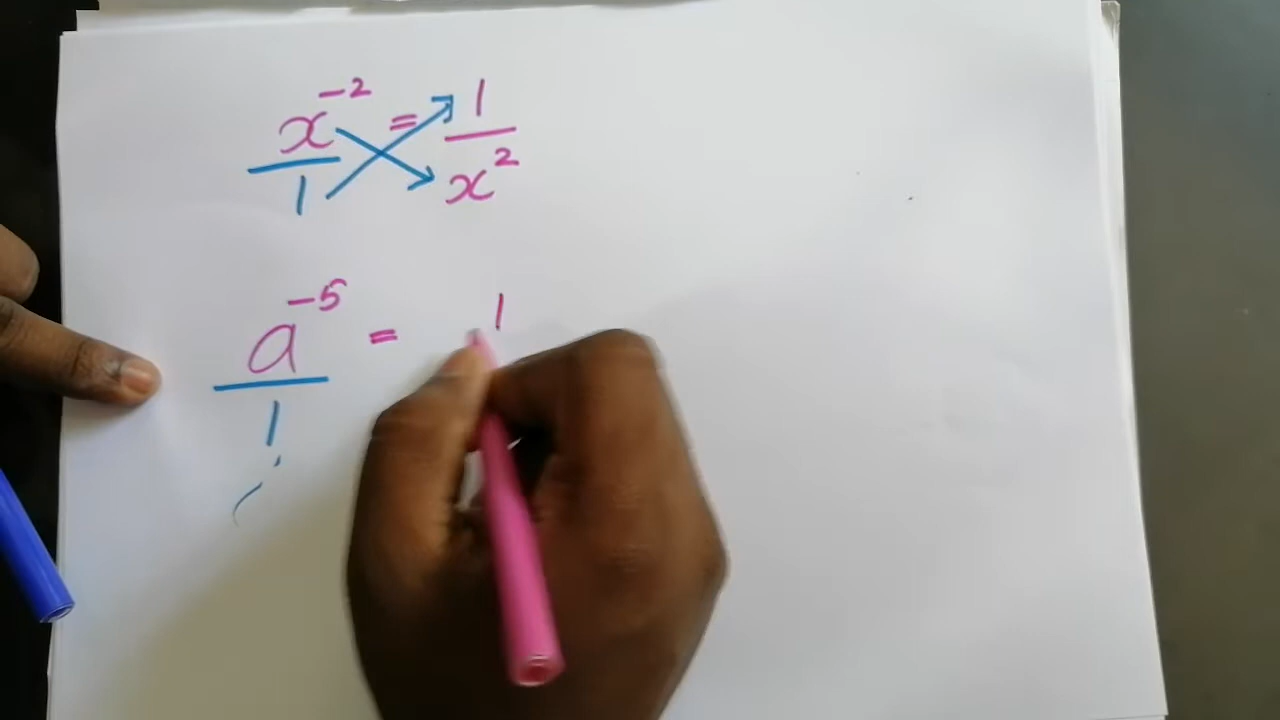 x⁻² = 1/x²
—
1
a⁻⁵ = 1
—
1